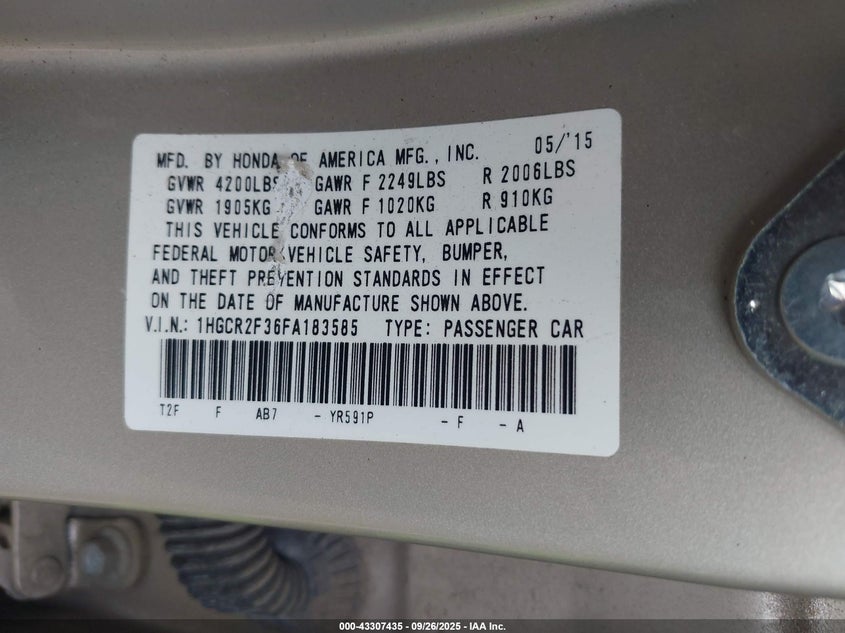 MFD. BY HONDA OF AMERICA MFG., INC. 05/'15
GVWR 4200LBS GAWR F 2249LBS R 2006LBS
GVWR 1905KG GAWR F 1020KG R 910KG
THIS VEHICLE CONFORMS TO ALL APPLICABLE
FEDERAL MOTOR VEHICLE SAFETY, BUMPER,
AND THEFT PREVENTION STANDARDS IN EFFECT
ON THE DATE OF MANUFACTURE SHOWN ABOVE.
V.I.N.: 1HGCR2F36FA183585 TYPE: PASSENGER CAR
T2F F AB7 - YR591P - F - A
000-43307435 - 09/26/2025 - IAA Inc.